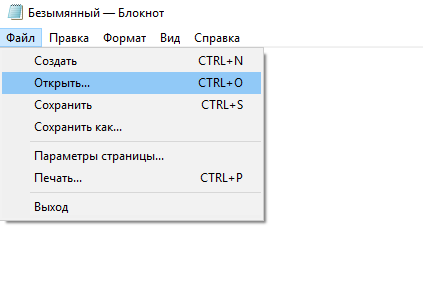 Безымянный — Блокнот
Файл Правка Формат Вид Справка
Создать CTRL+N
Открыть... CTRL+O
Сохранить CTRL+S
Сохранить как...
Параметры страницы...
Печать... CTRL+P
Выход